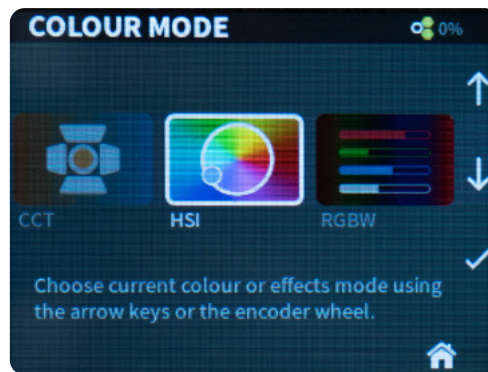 COLOUR MODE
0%
CCT
HSI
RGBW
Choose current colour or effects mode using
the arrow keys or the encoder wheel.